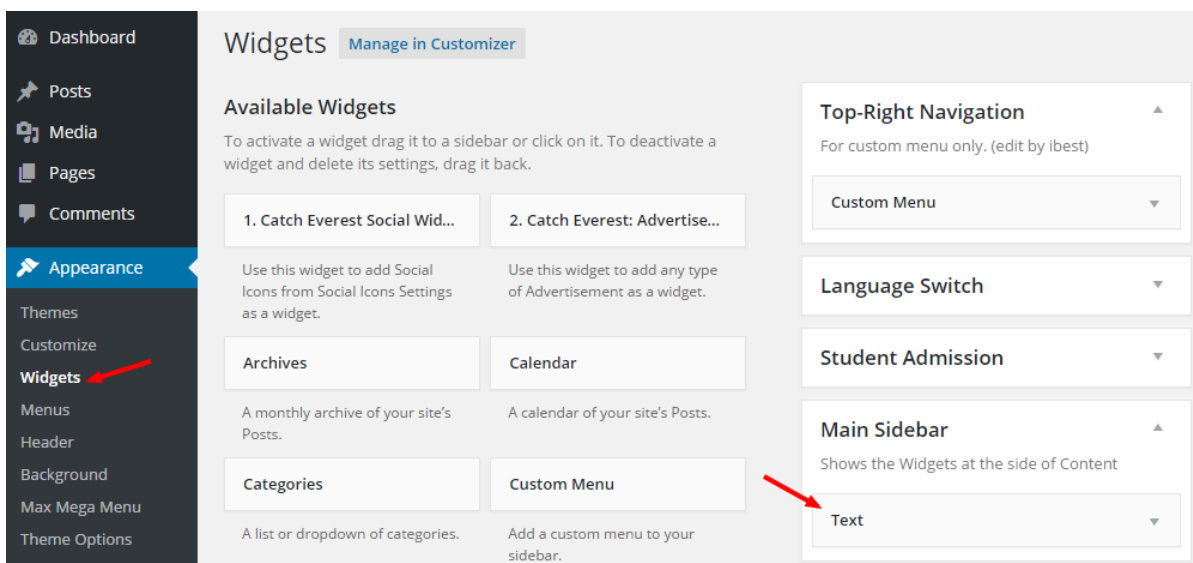 Dashboard
Posts
Media
Pages
Comments
Appearance
Themes
Customize
Widgets
Menus
Header
Background
Max Mega Menu
Theme Options
Widgets Manage in Customizer
Available Widgets
To activate a widget drag it to a sidebar or click on it. To deactivate a
widget and delete its settings, drag it back.
1. Catch Everest Social Wid...
Use this widget to add Social
Icons from Social Icons Settings
as a widget.
2. Catch Everest: Advertise...
Use this widget to add any type
of Advertisement as a widget.
Archives
A monthly archive of your site's
Posts.
Calendar
A calendar of your site's Posts.
Categories
A list or dropdown of categories.
Custom Menu
Add a custom menu to your
sidebar.
Top-Right Navigation
For custom menu only. (edit by ibest)
Custom Menu
Language Switch
Student Admission
Main Sidebar
Shows the Widgets at the side of Content
Text